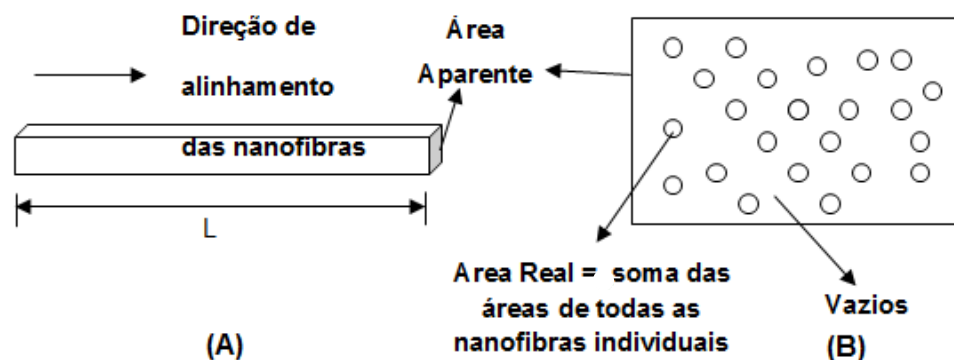 Direção de
alinhamento
das nanofibras
Área
Aparente
L
(A)
Area Real = soma das
áreas de todas as
nanofibras individuais
Vazios
(B)